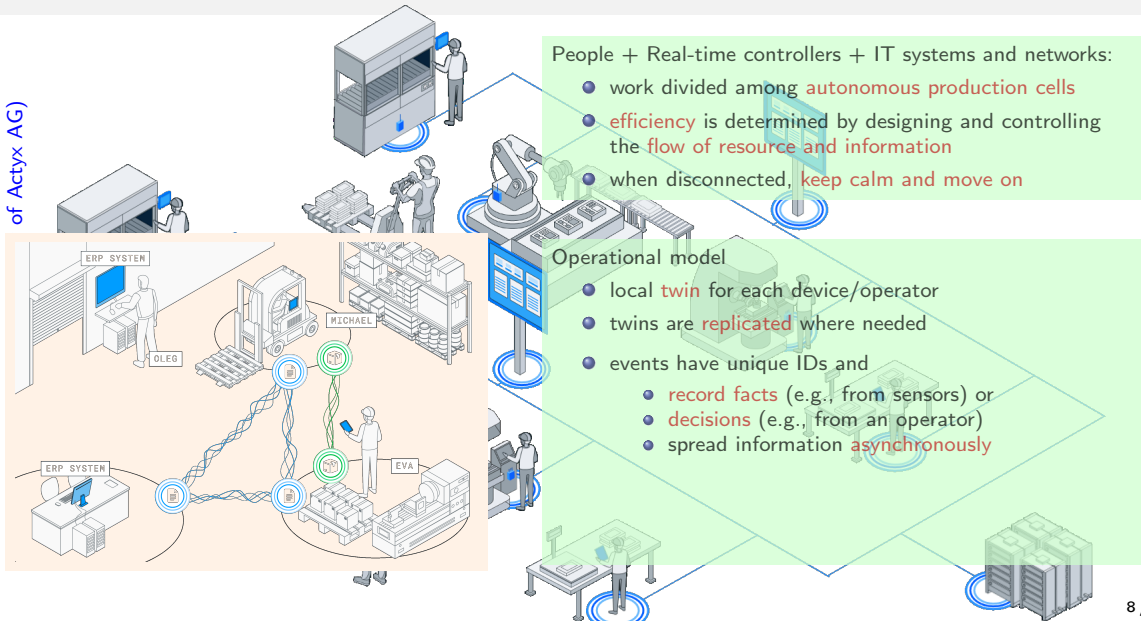 People + Real-time controllers + IT systems and networks:
work divided among autonomous production cells
efficiency is determined by designing and controlling
the flow of resource and information
when disconnected, keep calm and move on
of Actyx AG)
ERP SYSTEM
OLEG
MICHAEL
ERP SYSTEM
EVA
Operational model
local twin for each device/operator
twins are replicated where needed
events have unique IDs and
record facts (e.g., from sensors) or
decisions (e.g., from an operator)
spread information asynchronously
8